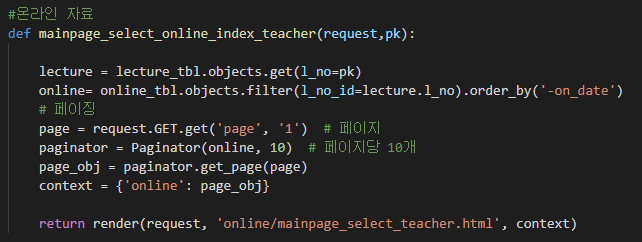 #온라인 자료
def mainpage_select_online_index_teacher(request,pk):
lecture = lecture_tbl.objects.get(l_no=pk)
online= online_tbl.objects.filter(l_no_id=lecture.l_no).order_by('-on_date')
# 페이징
page = request.GET.get('page', '1')  # 페이지
paginator = Paginator(online, 10)  # 페이지당 10개
page_obj = paginator.get_page(page)
context = {'online': page_obj}
return render(request, 'online/mainpage_select_teacher.html', context)